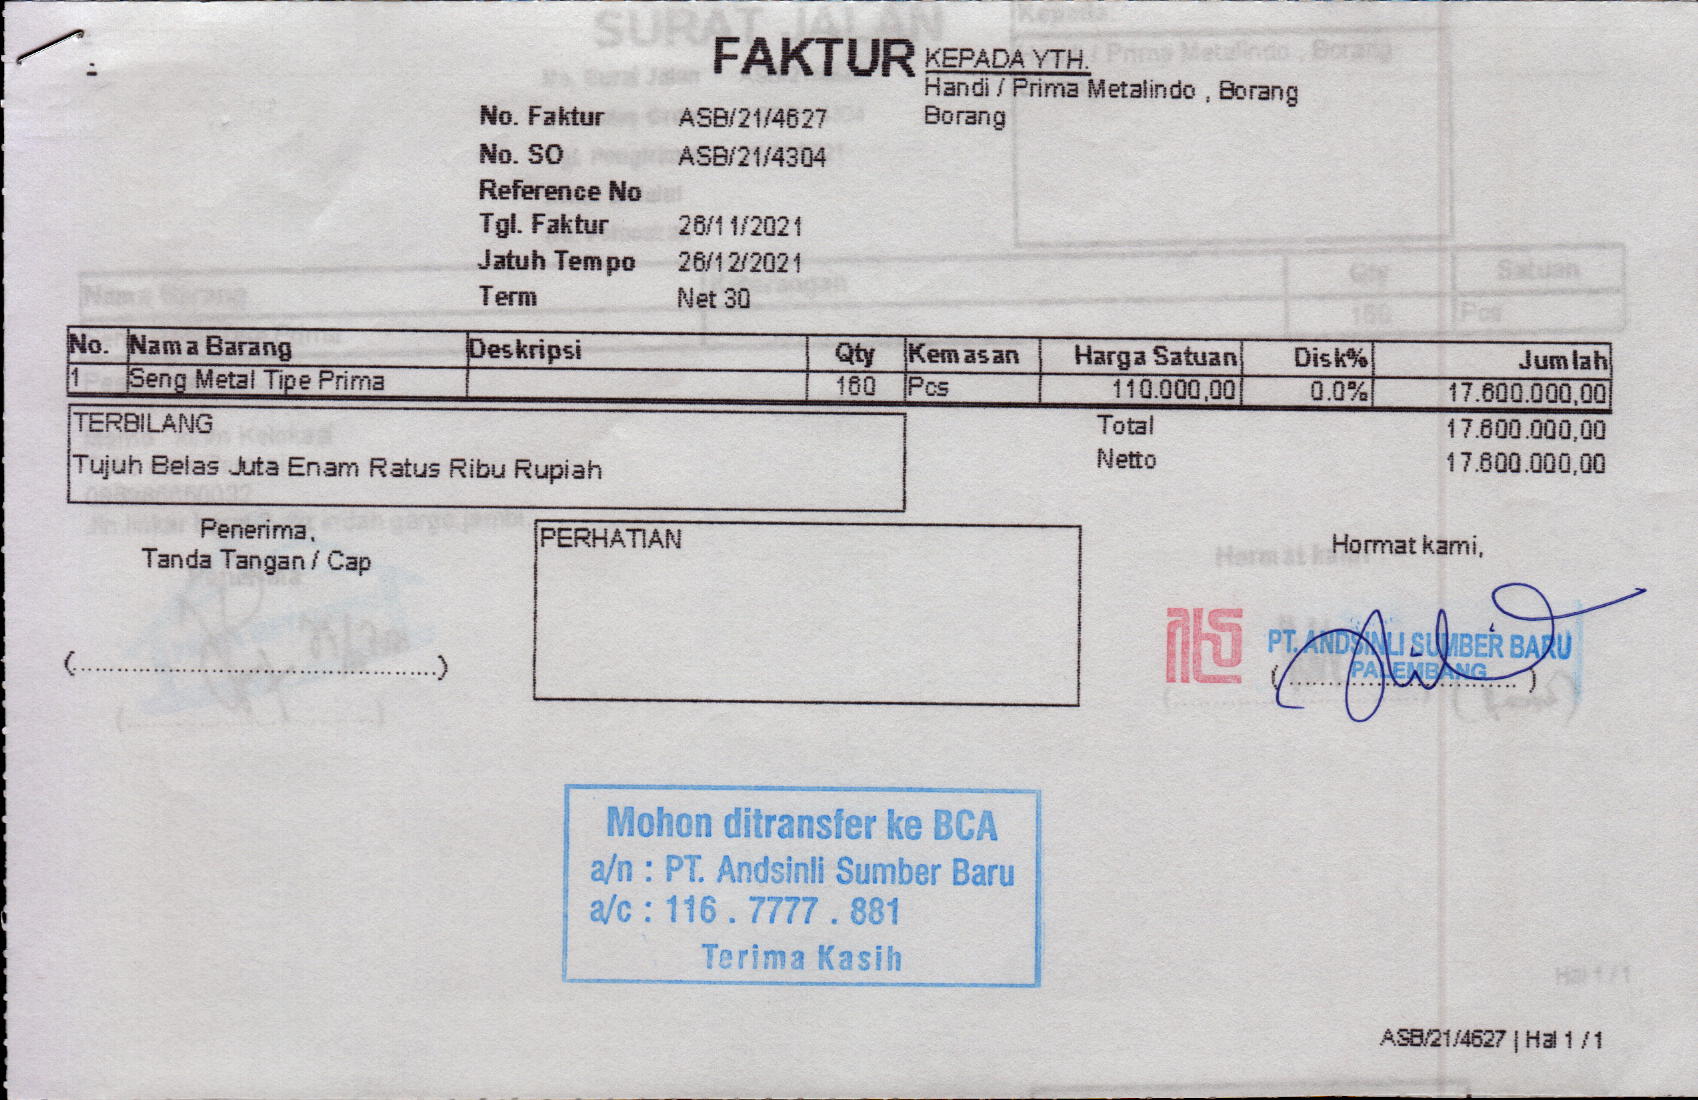 FAKTUR
KEPADA YTH.
Handi / Prima Metalindo , Borang
Borang
No. Faktur ASB/21/4627
No. SO ASB/21/4304
Reference No
Tgl. Faktur 26/11/2021
Jatuh Tempo 26/12/2021
Term Net 30
No. Nama Barang Deskripsi Qty Kemasan Harga Satuan Disk% Jumlah
1 Seng Metal Tipe Prima 160 Pcs 110.000,00 0.0% 17.600.000,00
TERBILANG
Tujuh Belas Juta Enam Ratus Ribu Rupiah
Total 17.600.000,00
Netto 17.600.000,00
Penerima,
Tanda Tangan / Cap
PERHATIAN
Hormat kami,
PT. ANDSINLI SUMBER BARU
PALEMBANG
Mohon ditransfer ke BCA
a/n : PT. Andsinli Sumber Baru
a/c : 116 . 7777 . 881
Terima Kasih
ASB/21/4627 | Hal 1 / 1